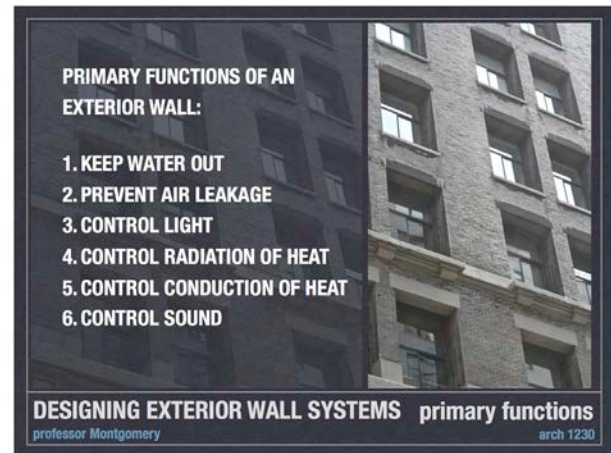 PRIMARY FUNCTIONS OF AN
EXTERIOR WALL:
1. KEEP WATER OUT
2. PREVENT AIR LEAKAGE
3. CONTROL LIGHT
4. CONTROL RADIATION OF HEAT
5. CONTROL CONDUCTION OF HEAT
6. CONTROL SOUND
DESIGNING EXTERIOR WALL SYSTEMS primary functions
professor Montgomery arch 1230